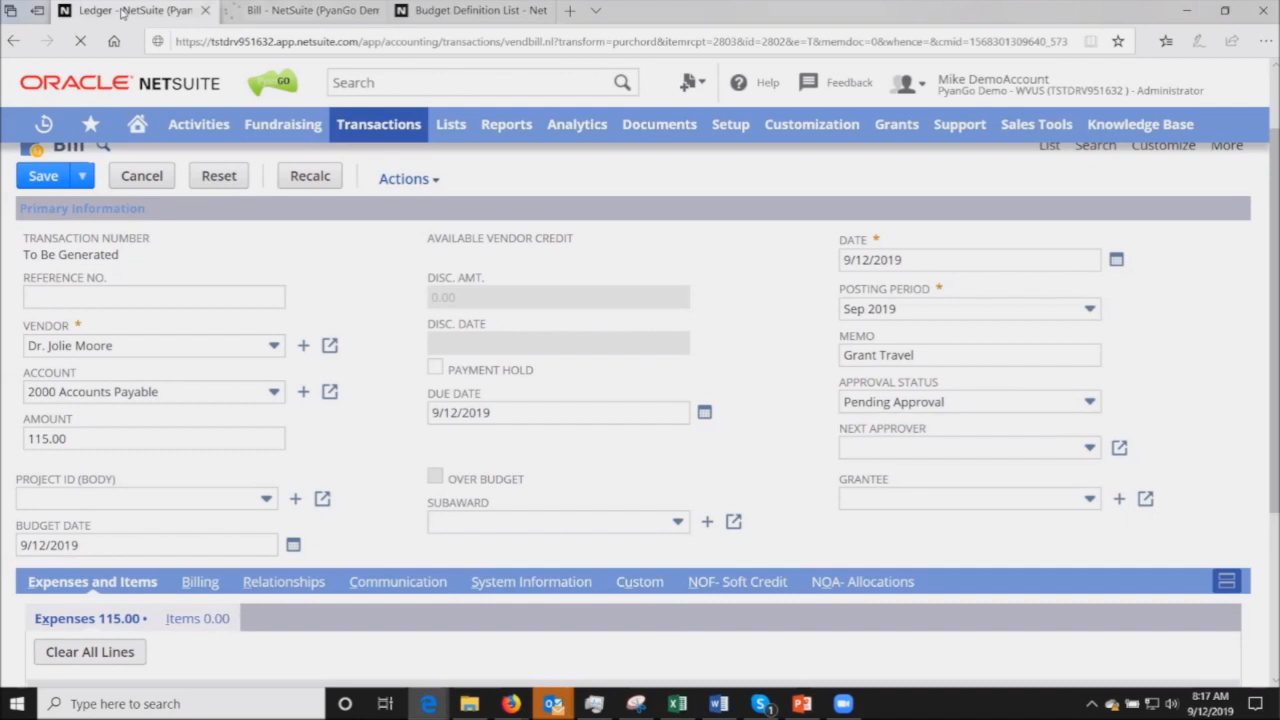 Ledger - NetSuite (Pyan
Bill - NetSuite (PyanGo Dem
Budget Definition List - Net
https://tstdrv951632.app.netsuite.com/app/accounting/transactions/vendbill.nl?transform=purchord&itemrcpt=2803&id=2802&e=T&memdoc=0&whence=&cmid=1568301309640_573
ORACLE NETSUITE
GO
Search
Help
Feedback
Mike DemoAccount
PyanGo Demo - WVUS (TSTDRV951632 ) - Administrator
Activities Fundraising Transactions Lists Reports Analytics Documents Setup Customization Grants Support Sales Tools Knowledge Base
Bill
List Search Customize More
Save Cancel Reset Recalc Actions
Primary Information
TRANSACTION NUMBER
To Be Generated
REFERENCE NO.
VENDOR *
Dr. Jolie Moore
ACCOUNT
2000 Accounts Payable
AMOUNT
115.00
PROJECT ID (BODY)
BUDGET DATE
9/12/2019
AVAILABLE VENDOR CREDIT
DISC. AMT.
0.00
DISC. DATE
PAYMENT HOLD
DUE DATE
9/12/2019
OVER BUDGET
SUBAWARD
DATE *
9/12/2019
POSTING PERIOD *
Sep 2019
MEMO
Grant Travel
APPROVAL STATUS
Pending Approval
NEXT APPROVER
GRANTEE
Expenses and Items Billing Relationships Communication System Information Custom NOF- Soft Credit NOA- Allocations
Expenses 115.00 • Items 0.00
Clear All Lines
Type here to search
1
8:17 AM
9/12/2019